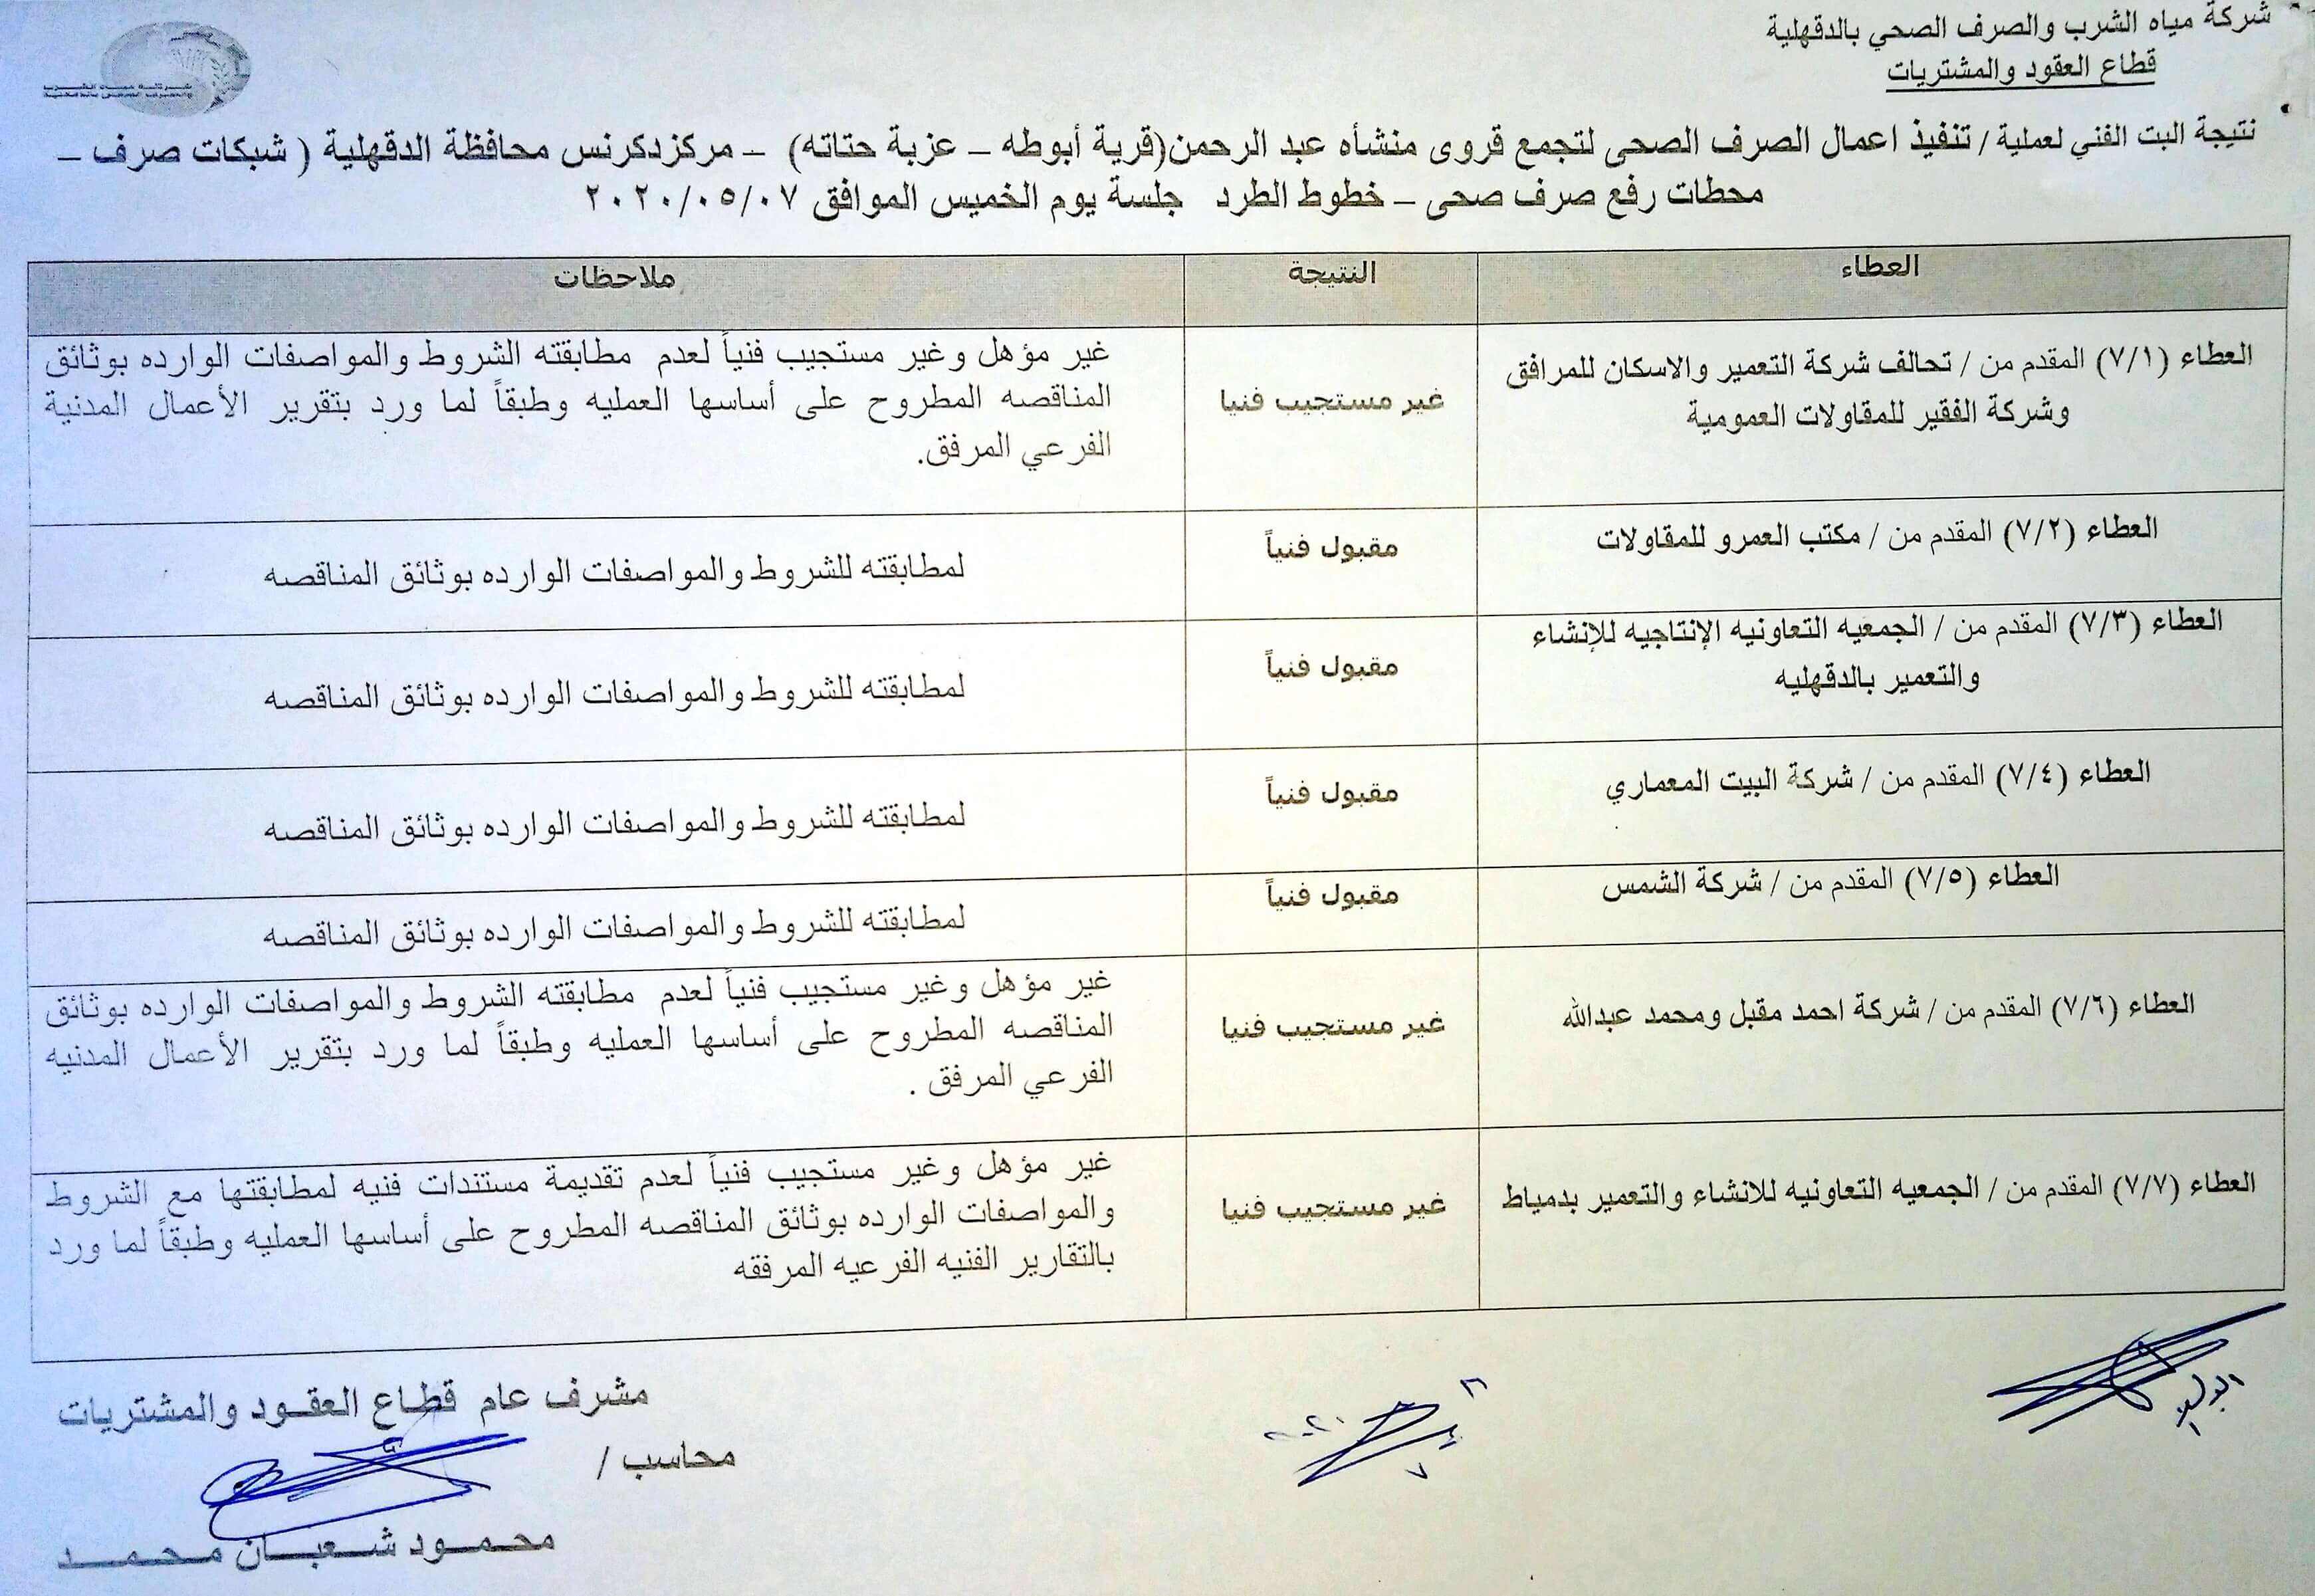 شركة مياه الشرب والصرف الصحي بالدقهلية
قطاع العقود والمشتريات
نتيجة البت الفني لعملية / تنفيذ اعمال الصرف الصحى لتجمع قروى منشأه عبد الرحمن(قرية أبوطه – عزبة حتاته) – مركزدكرنس محافظة الدقهلية ( شبكات صرف –
محطات رفع صرف صحى – خطوط الطرد جلسة يوم الخميس الموافق ٢٠٢٠/٠٥/٠٧
العطاء
النتيجة
ملاحظات
العطاء (٧/١) المقدم من / تحالف شركة التعمير والاسكان للمرافق
وشركة الفقير للمقاولات العمومية
غير مستجيب فنيا
غير مؤهل وغير مستجيب فنياً لعدم مطابقته الشروط والمواصفات الوارده بوثائق
المناقصه المطروح على أساسها العمليه وطبقاً لما ورد بتقرير الأعمال المدنية
الفرعي المرفق.
العطاء (٧/٢) المقدم من / مكتب العمرو للمقاولات
مقبول فنياً
لمطابقته للشروط والمواصفات الوارده بوثائق المناقصه
العطاء (٧/٣) المقدم من / الجمعيه التعاونيه الإنتاجيه للإنشاء
والتعمير بالدقهليه
مقبول فنياً
لمطابقته للشروط والمواصفات الوارده بوثائق المناقصه
العطاء (٧/٤) المقدم من / شركة البيت المعماري
مقبول فنياً
لمطابقته للشروط والمواصفات الوارده بوثائق المناقصه
العطاء (٧/٥) المقدم من / شركة الشمس
مقبول فنياً
لمطابقته للشروط والمواصفات الوارده بوثائق المناقصه
العطاء (٧/٦) المقدم من / شركة احمد مقبل ومحمد عبدالله
غير مستجيب فنيا
غير مؤهل وغير مستجيب فنياً لعدم مطابقته الشروط والمواصفات الوارده بوثائق
المناقصه المطروح على أساسها العمليه وطبقاً لما ورد بتقرير الأعمال المدنيه
الفرعي المرفق .
العطاء (٧/٧) المقدم من / الجمعيه التعاونيه للانشاء والتعمير بدمياط
غير مستجيب فنيا
غير مؤهل وغير مستجيب فنياً لعدم تقديمة مستندات فنيه لمطابقتها مع الشروط
والمواصفات الوارده بوثائق المناقصه المطروح على أساسها العمليه وطبقاً لما ورد
بالتقارير الفنيه الفرعيه المرفقه
مشرف عام قطاع العقود والمشتريات
محاسب /
محمود شعبان محمد